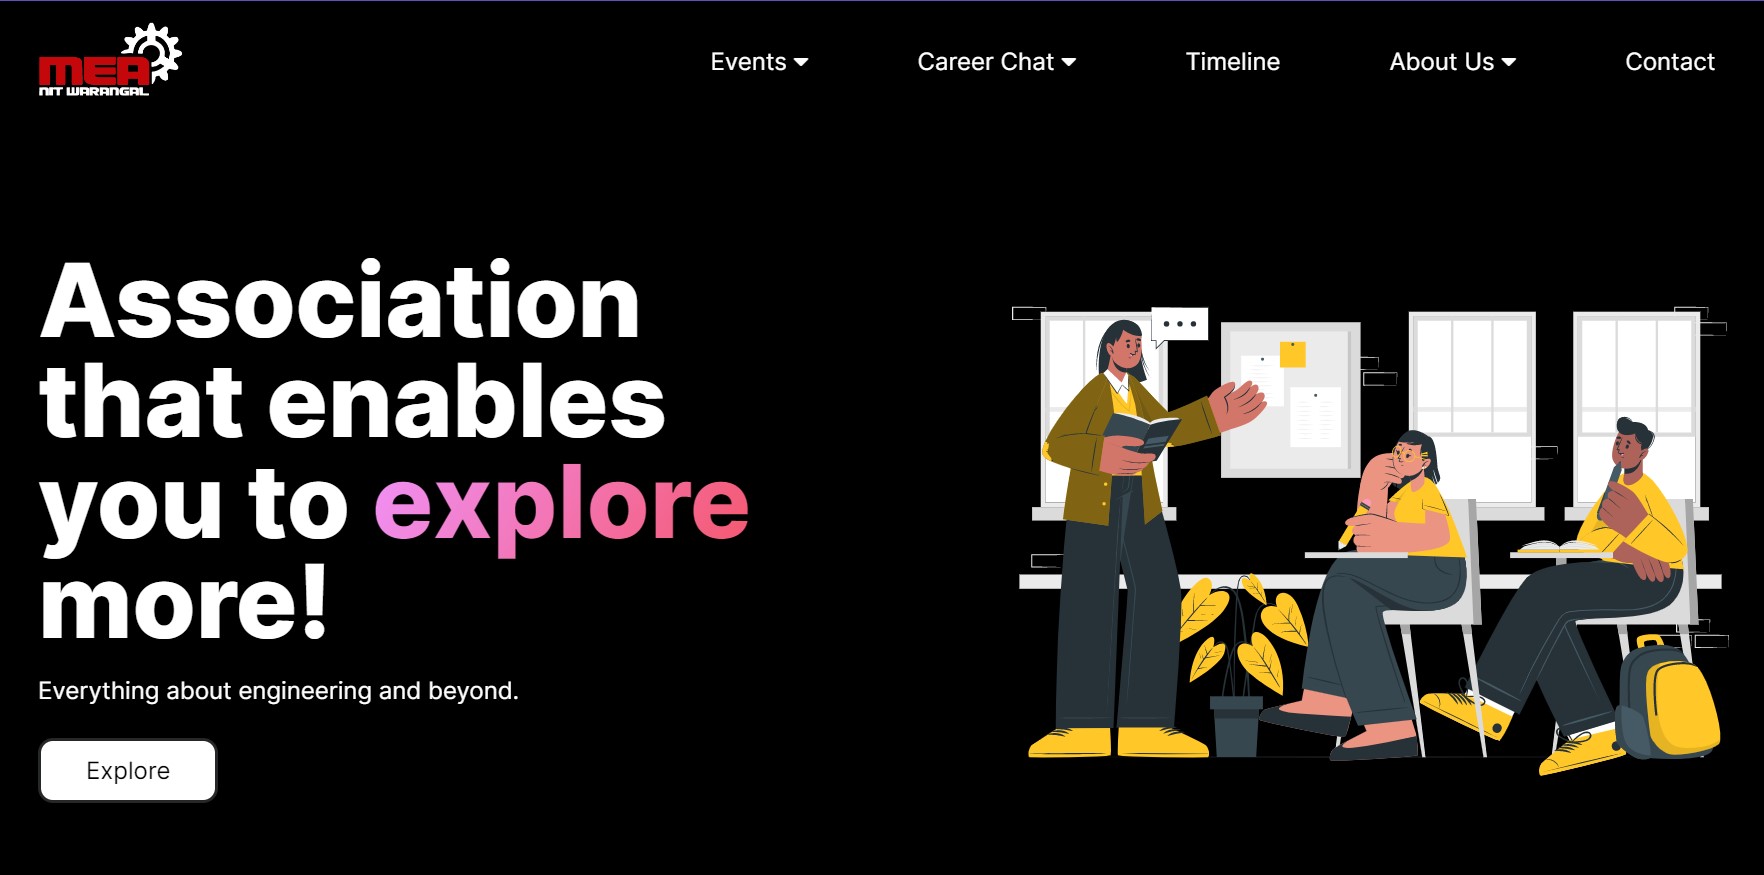 MEA
NIT WARANGAL
Events
Career Chat
Timeline
About Us
Contact
Association
that enables
you to explore
more!
Everything about engineering and beyond.
Explore